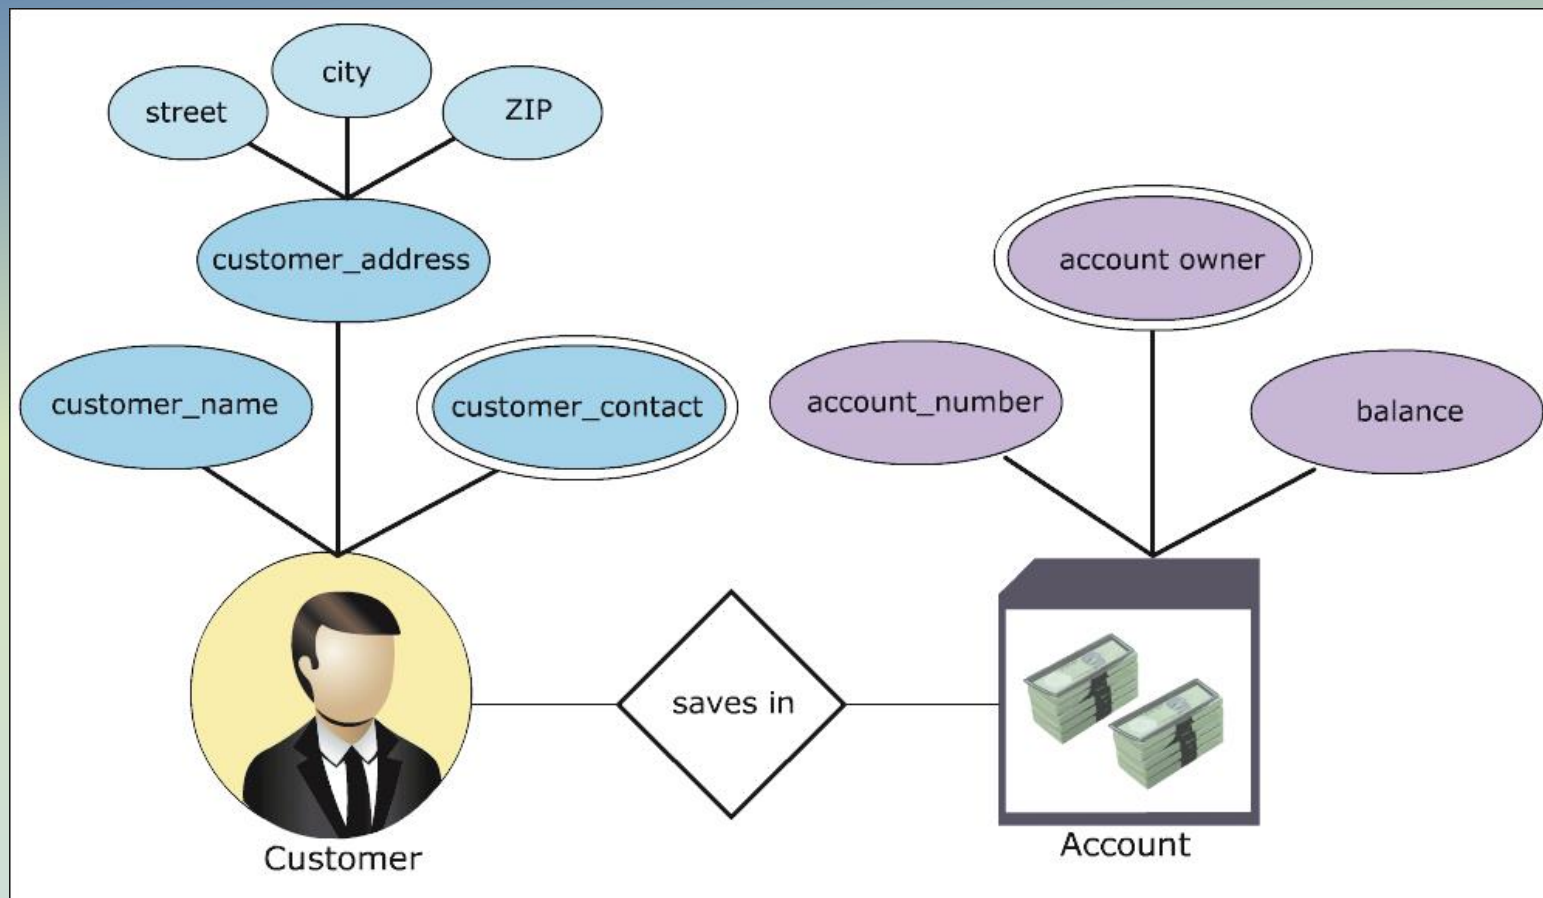 city
street
ZIP
customer_address
account owner
customer_name
customer_contact
account_number
balance
saves in
Customer
Account